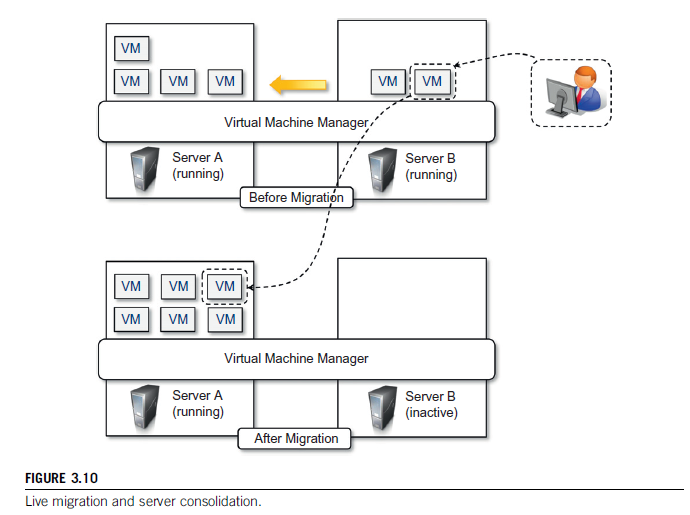 VM
VM VM VM
VM VM
Virtual Machine Manager
Server A
(running)
Server B
(running)
Before Migration
VM VM VM
VM VM VM
Virtual Machine Manager
Server A
(running)
Server B
(inactive)
After Migration
FIGURE 3.10
Live migration and server consolidation.